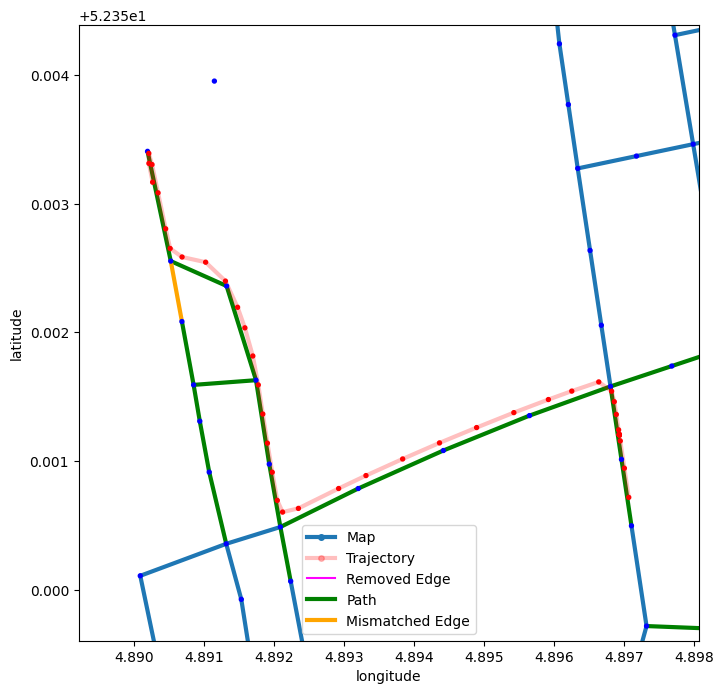 +5.235e1
0.004
0.003
0.002
0.001
0.000
latitude
Map
Trajectory
Removed Edge
Path
Mismatched Edge
4.890 4.891 4.892 4.893 4.894 4.895 4.896 4.897 4.898
longitude